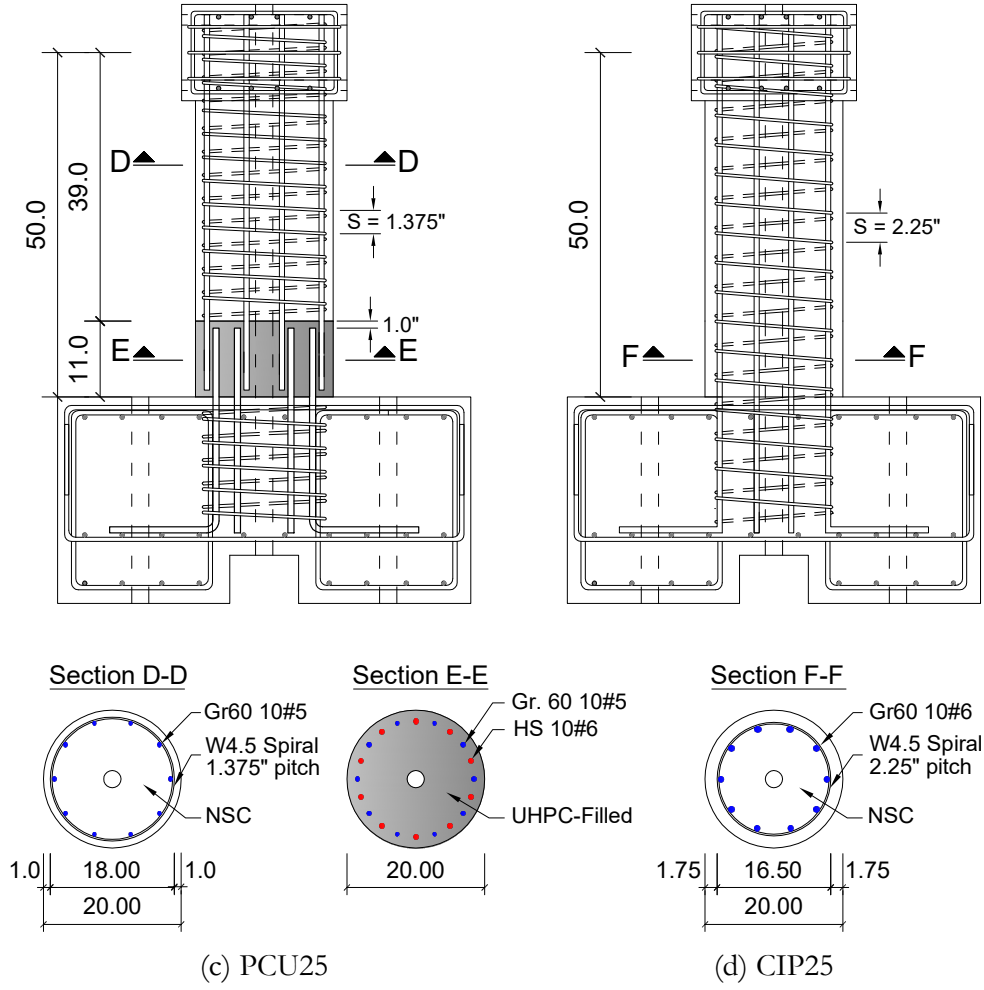 50.0
39.0
11.0
D
D
S = 1.375"
1.0"
E
E
50.0
S = 2.25"
F
F
Section D-D
Gr60 10#5
W4.5 Spiral
1.375" pitch
NSC
1.0
18.00
1.0
20.00
Section E-E
Gr. 60 10#5
HS 10#6
UHPC-Filled
20.00
Section F-F
Gr60 10#6
W4.5 Spiral
2.25" pitch
NSC
1.75
16.50
1.75
20.00
(c) PCU25
(d) CIP25